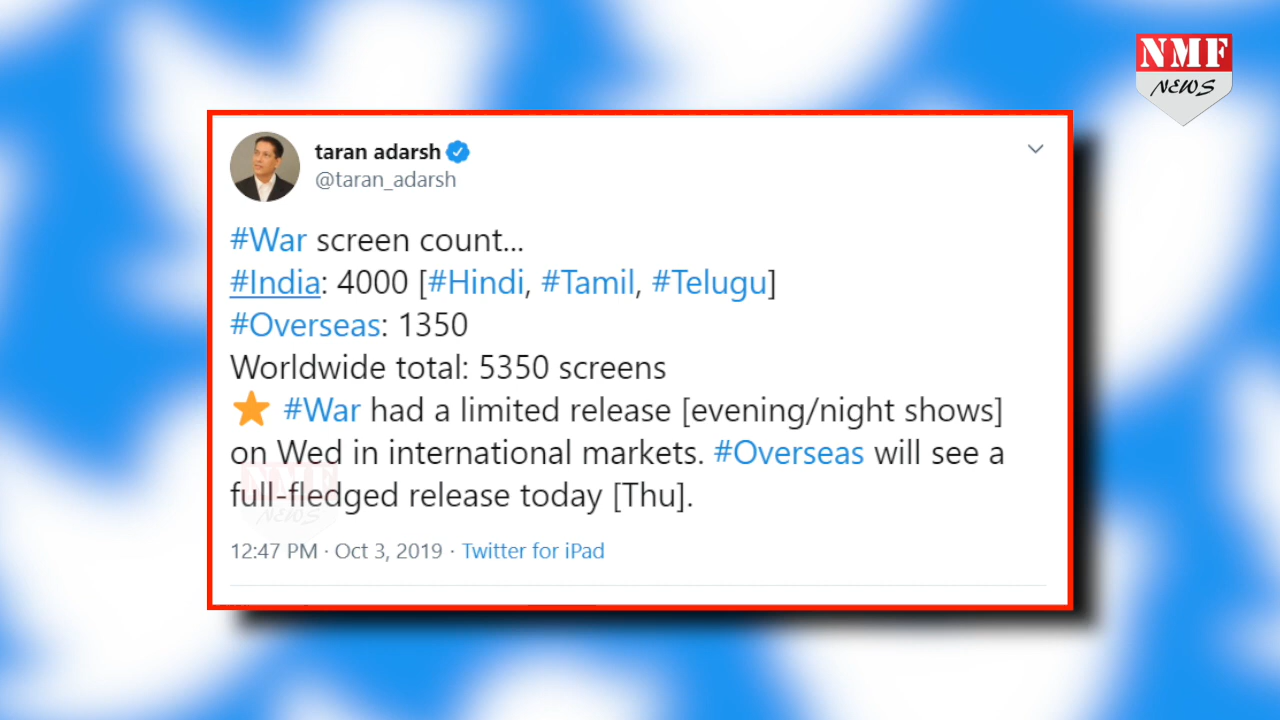 NMF
NEWS
taran adarsh
@taran_adarsh
#War screen count...
#India: 4000 [#Hindi, #Tamil, #Telugu]
#Overseas: 1350
Worldwide total: 5350 screens
#War had a limited release [evening/night shows]
on Wed in international markets. #Overseas will see a
full-fledged release today [Thu].
NMF
NEWS
12:47 PM · Oct 3, 2019 · Twitter for iPad